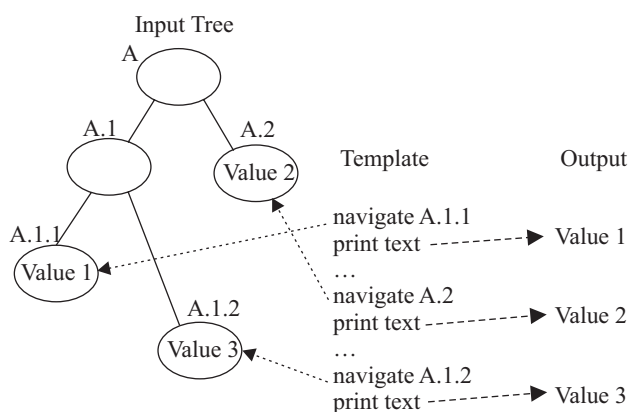 Input Tree
A
A.1
A.2
Value 2
A.1.1
Value 1
A.1.2
Value 3
Template
navigate A.1.1
print text
…
navigate A.2
print text
…
navigate A.1.2
print text
Output
Value 1
Value 2
Value 3